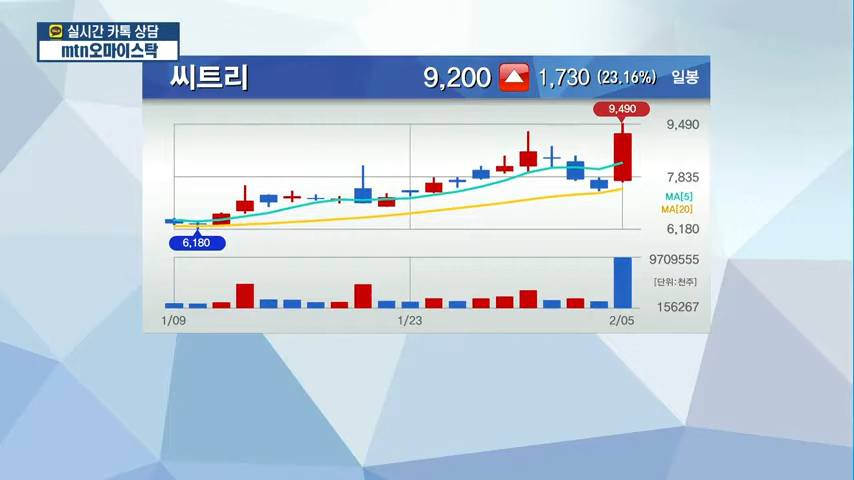 실시간 카톡 상담
mtn오마이스탁
씨트리 9,200 1,730 (23.16%) 일봉
9,490
9,490
7,835
MA[5]
MA[20]
6,180
6,180
9709555
[단위:천주]
156267
1/09 1/23 2/05